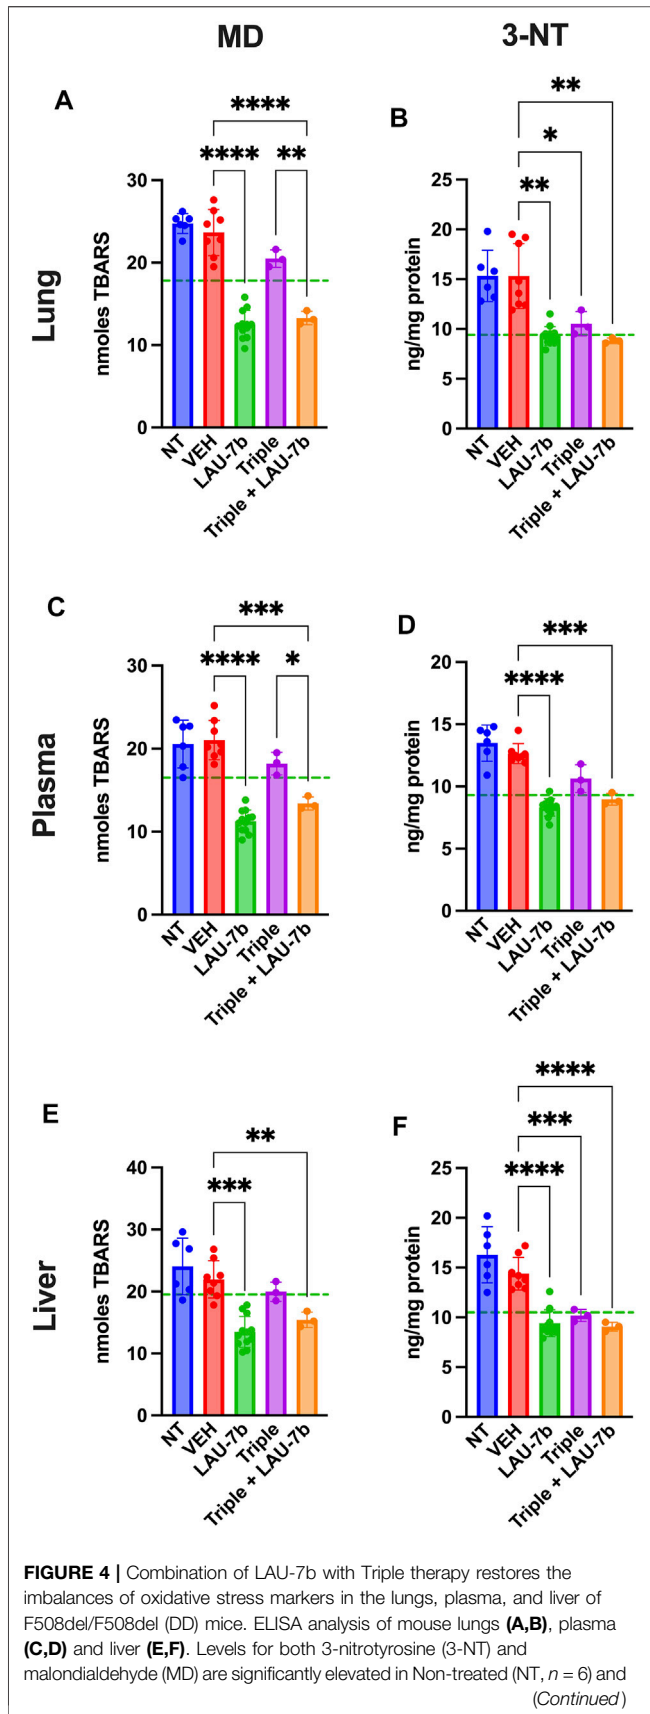 MD
3-NT
A
****
****
**
30
20
10
0
nmoles TBARS
Lung
NT
VEH
LAU-7b
Triple
Triple + LAU-7b
B
**
*
**
25
20
15
10
5
0
ng/mg protein
NT
VEH
LAU-7b
Triple
Triple + LAU-7b
C
***
****
*
30
20
10
0
nmoles TBARS
Plasma
NT
VEH
LAU-7b
Triple
Triple + LAU-7b
D
***
****
20
15
10
5
0
ng/mg protein
NT
VEH
LAU-7b
Triple
Triple + LAU-7b
E
**
***
40
30
20
10
0
nmoles TBARS
Liver
NT
VEH
LAU-7b
Triple
Triple + LAU-7b
F
****
***
****
25
20
15
10
5
0
ng/mg protein
NT
VEH
LAU-7b
Triple
Triple + LAU-7b
FIGURE 4 | Combination of LAU-7b with Triple therapy restores the
imbalances of oxidative stress markers in the lungs, plasma, and liver of
F508del/F508del (DD) mice. ELISA analysis of mouse lungs (A,B), plasma
(C,D) and liver (E,F). Levels for both 3-nitrotyrosine (3-NT) and
malondialdehyde (MD) are significantly elevated in Non-treated (NT, n = 6) and
(Continued)